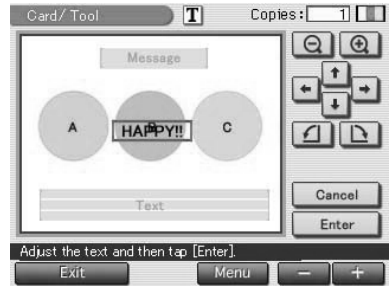 Card/Tool T Copies: 1
Message
A HAPPY!! B C
Text
Cancel
Enter
Adjust the text and then tap [Enter].
Exit Menu - +